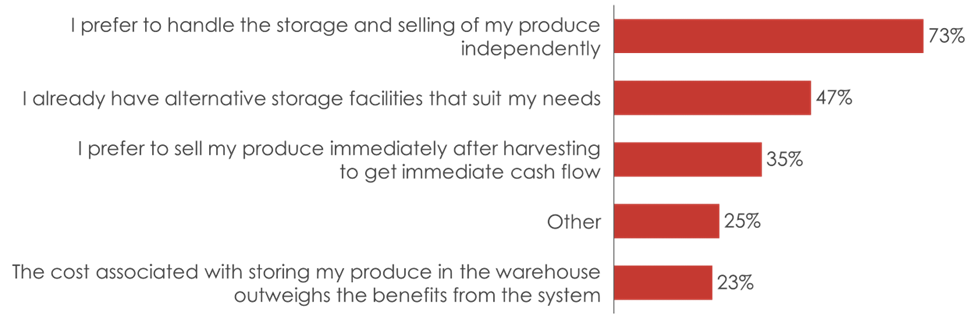 I prefer to handle the storage and selling of my produce
independently
73%
I already have alternative storage facilities that suit my needs
47%
I prefer to sell my produce immediately after harvesting
to get immediate cash flow
35%
Other
25%
The cost associated with storing my produce in the warehouse
outweighs the benefits from the system
23%